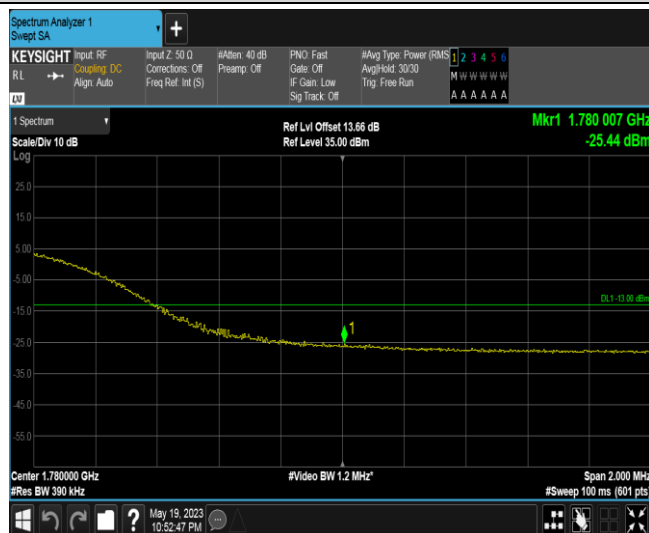 Spectrum Analyzer 1
Swept SA
+
KEYSIGHT
RL
LXI
Input: RF
Coupling: DC
Align: Auto
Input Z: 50 Ω
Corrections: Off
Freq Ref: Int (S)
#Atten: 40 dB
Preamp: Off
PNO: Fast
Gate: Off
IF Gain: Low
Sig Track: Off
#Avg Type: Power (RMS
Avg|Hold: 30/30
Trig: Free Run
1 2 3 4 5 6
M W W W W W
A A A A A A
1 Spectrum
Scale/Div 10 dB
Log
Ref Lvl Offset 13.66 dB
Ref Level 35.00 dBm
Mkr1 1.780 007 GHz
-25.44 dBm
25.0
15.0
5.00
-5.00
-15.0
-25.0
-35.0
-45.0
-55.0
DL1 -13.00 dBm
1
Center 1.780000 GHz
#Res BW 390 kHz
#Video BW 1.2 MHz*
Span 2.000 MHz
#Sweep 100 ms (601 pts)
?
May 19, 2023
10:52:47 PM